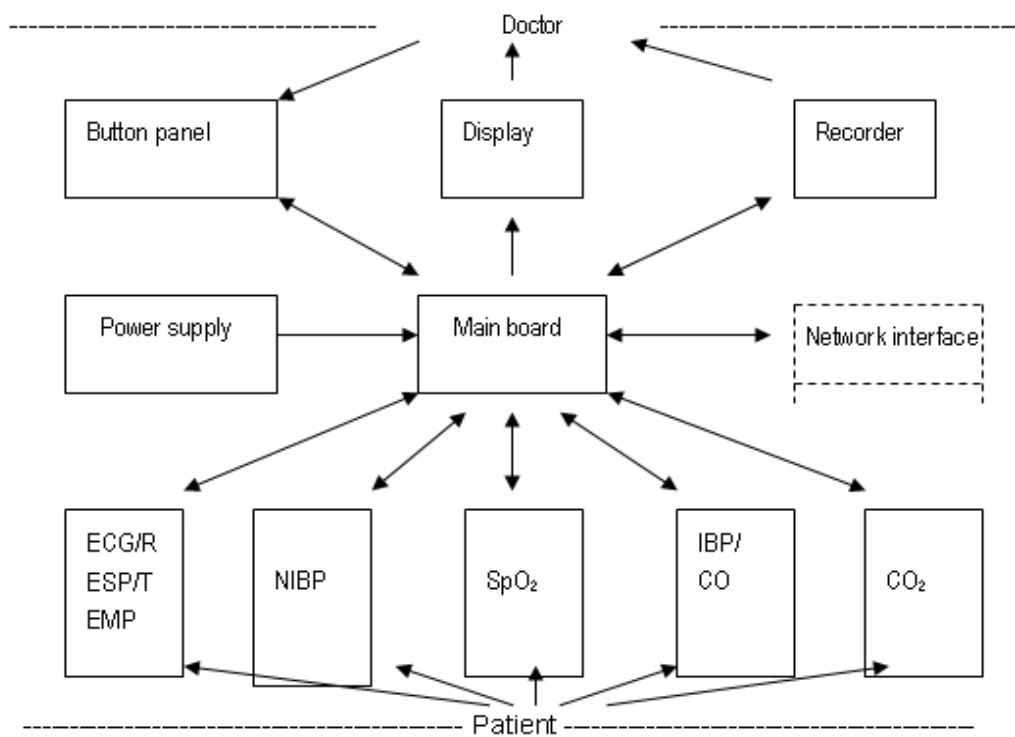 Doctor
Button panel
Display
Recorder
Power supply
Main board
Network interface
ECG/R
ESP/T
EMP
NIBP
SpO₂
IBP/
CO
CO₂
Patient